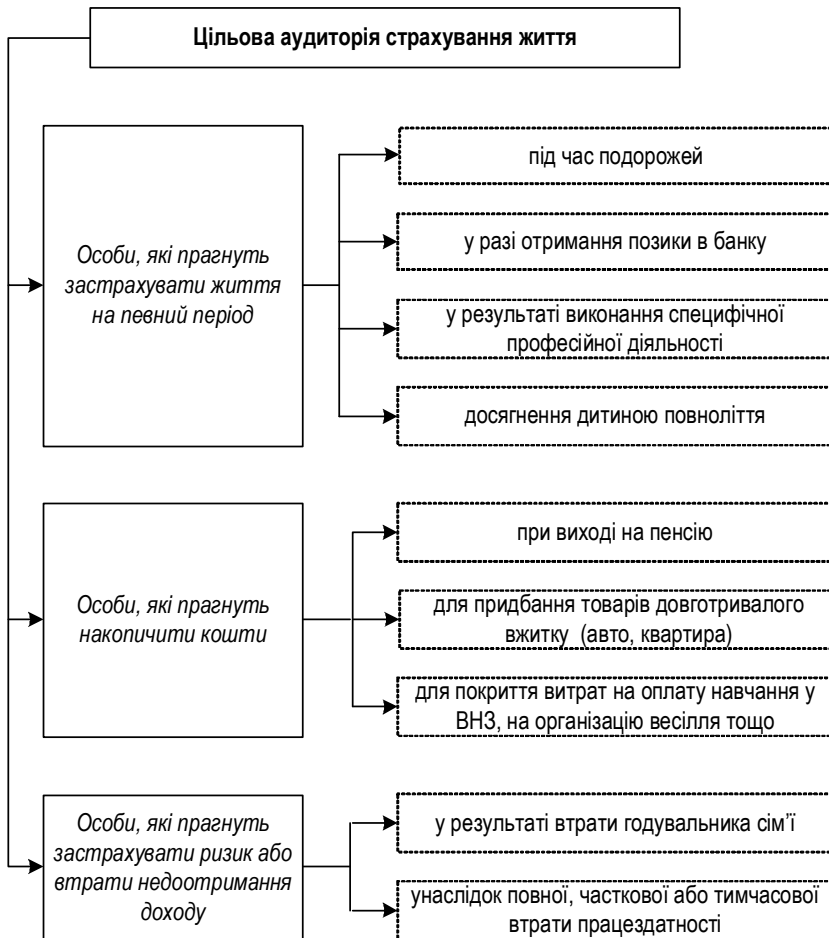 Цільова аудиторія страхування життя
Особи, які прагнуть
застрахувати життя
на певний період
під час подорожей
у разі отримання позики в банку
у результаті виконання специфічної
професійної діяльності
досягнення дитиною повноліття
Особи, які прагнуть
накопичити кошти
при виході на пенсію
для придбання товарів довготривалого
вжитку (авто, квартира)
для покриття витрат на оплату навчання у
ВНЗ, на організацію весілля тощо
Особи, які прагнуть
застрахувати ризик або
втрати недоотримання
доходу
у результаті втрати годувальника сім’ї
унаслідок повної, часткової або тимчасової
втрати працездатності